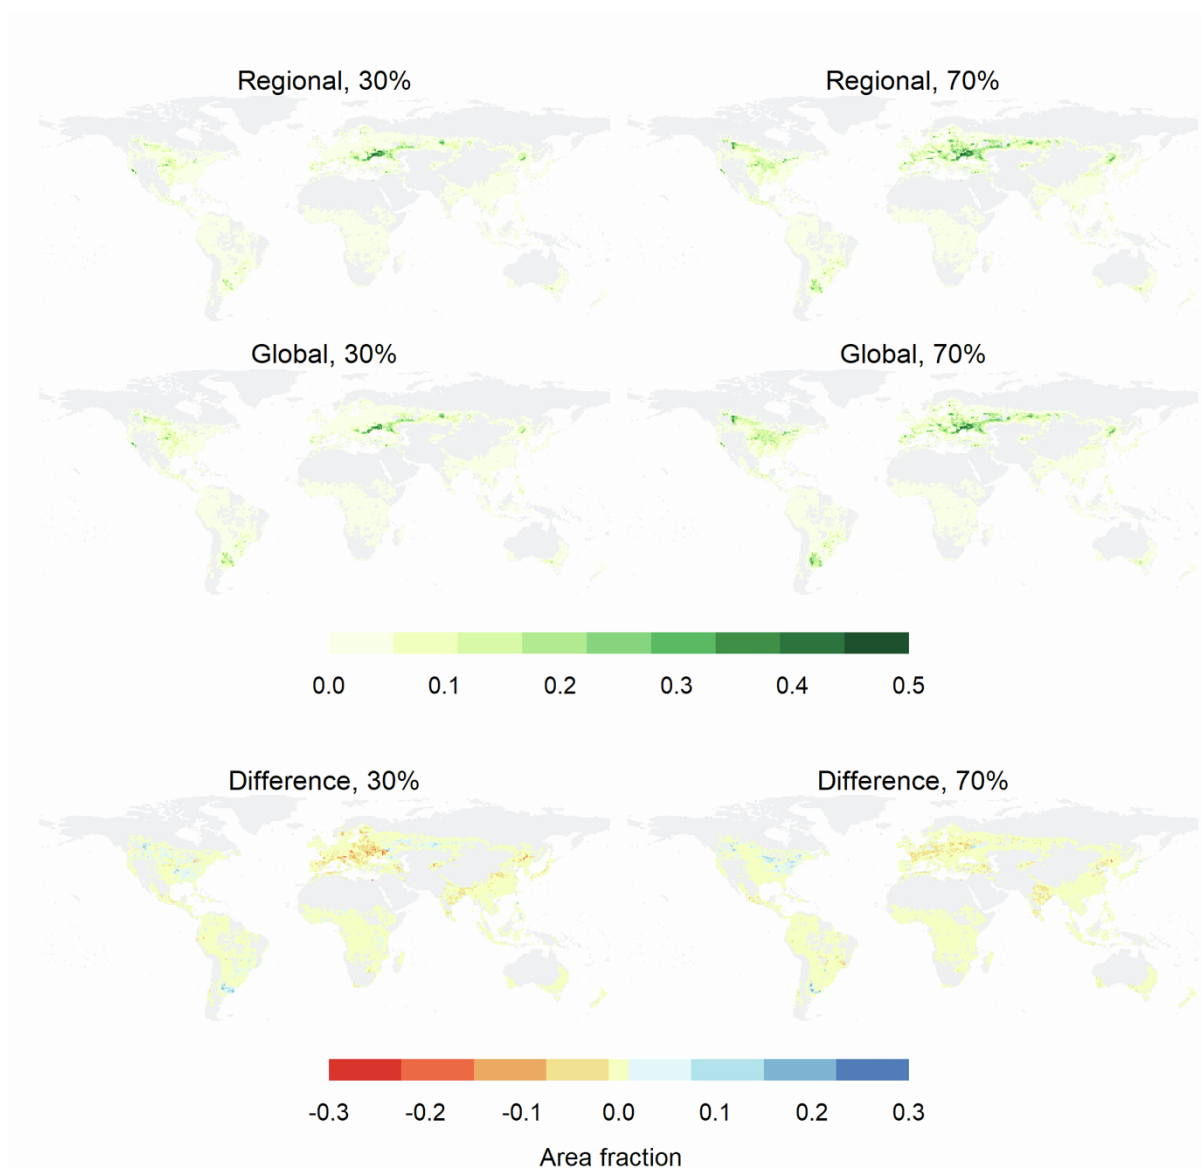 Regional, 30%
Regional, 70%
Global, 30%
Global, 70%
0.0 0.1 0.2 0.3 0.4 0.5
Difference, 30%
Difference, 70%
-0.3 -0.2 -0.1 0.0 0.1 0.2 0.3
Area fraction